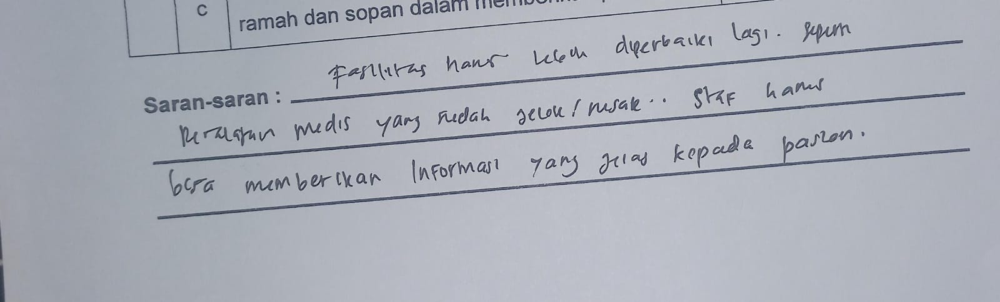 c
ramah dan sopan dalam
Fasilitas harus lebih diperbaiki lagi. seperti
Saran-saran :
Peralatan medis yang sudah jelek / rusak.. Staf harus
bisa memberikan Informasi yang jelas kepada pasien.